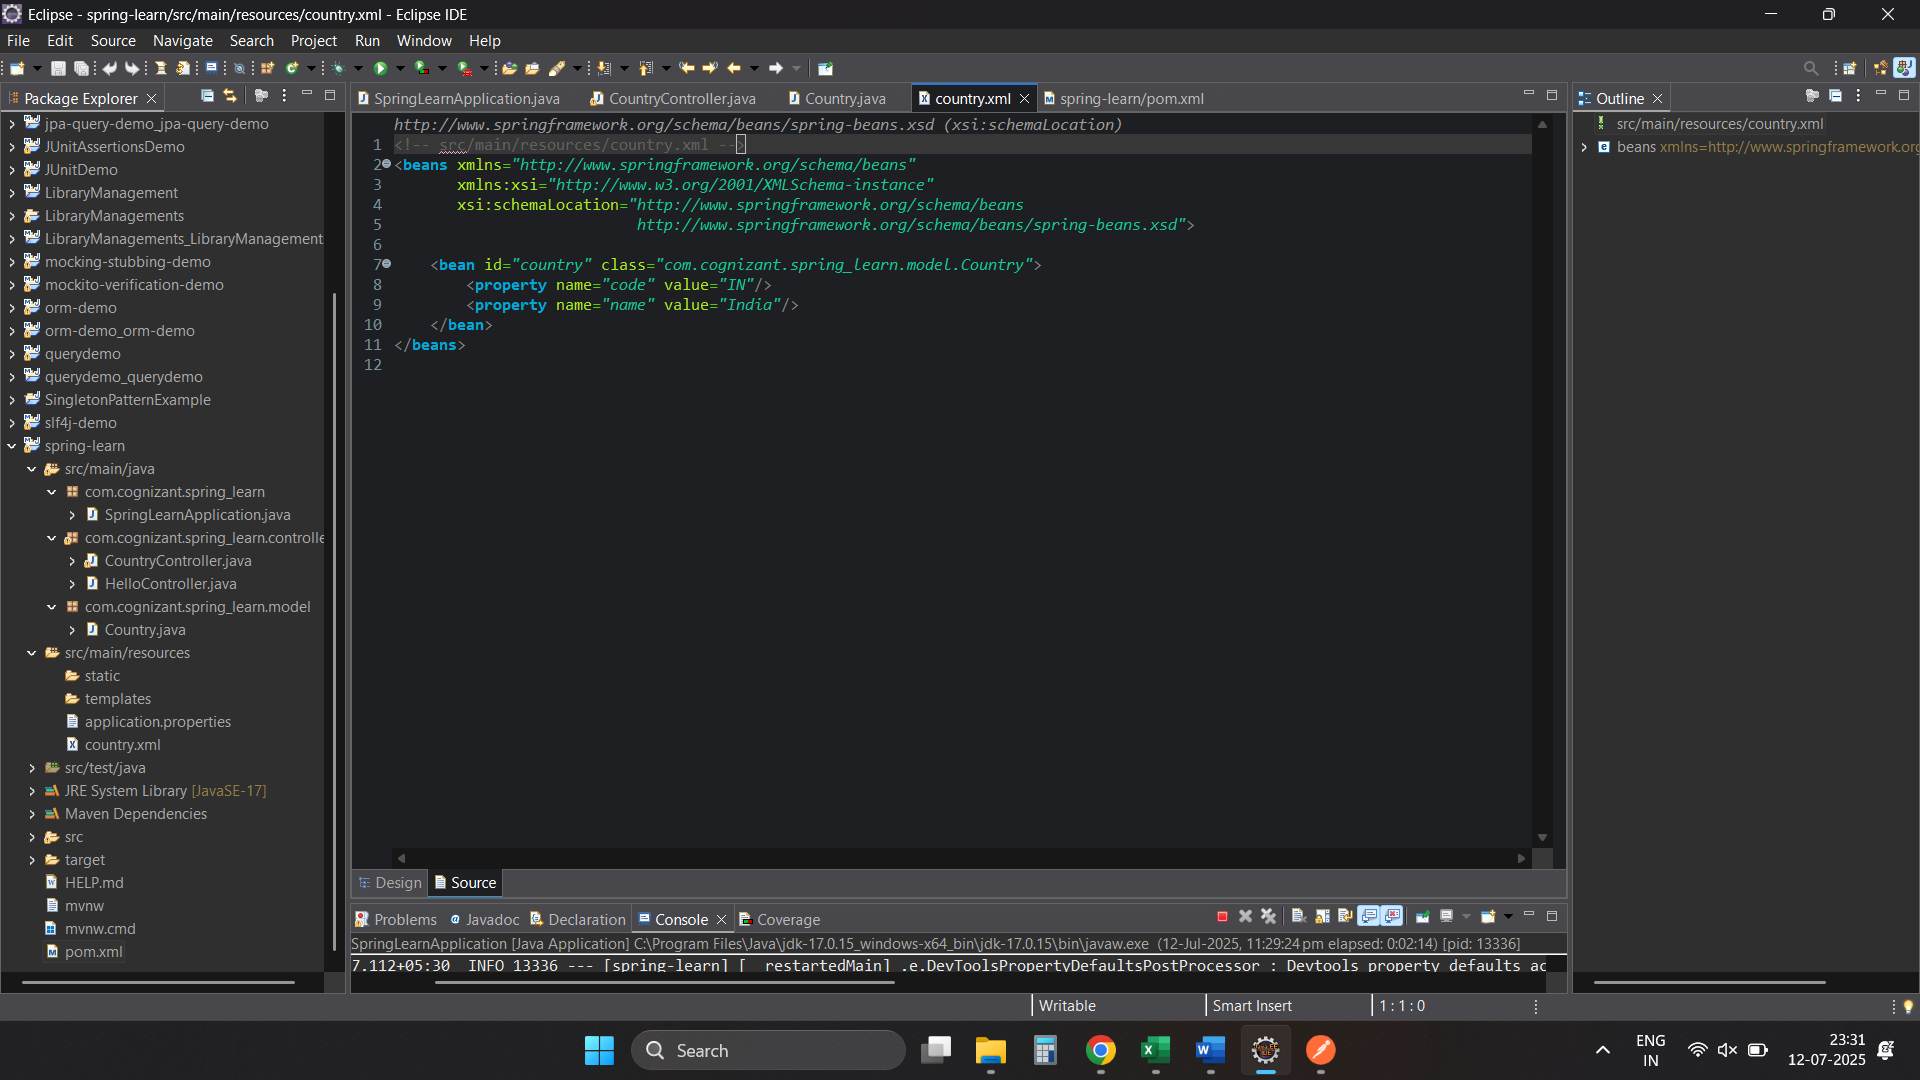 Eclipse - spring-learn/src/main/resources/country.xml - Eclipse IDE
File Edit Source Navigate Search Project Run Window Help
Package Explorer
jpa-query-demo_jpa-query-demo
JUnitAssertionsDemo
JUnitDemo
LibraryManagement
LibraryManagements
LibraryManagements_LibraryManagement
mocking-stubbing-demo
mockito-verification-demo
orm-demo
orm-demo_orm-demo
querydemo
querydemo_querydemo
SingletonPatternExample
slf4j-demo
spring-learn
src/main/java
com.cognizant.spring_learn
SpringLearnApplication.java
com.cognizant.spring_learn.controlle
CountryController.java
HelloController.java
com.cognizant.spring_learn.model
Country.java
src/main/resources
static
templates
application.properties
country.xml
src/test/java
JRE System Library [JavaSE-17]
Maven Dependencies
src
target
HELP.md
mvnw
mvnw.cmd
pom.xml
SpringLearnApplication.java CountryController.java Country.java country.xml spring-learn/pom.xml
http://www.springframework.org/schema/beans/spring-beans.xsd (xsi:schemaLocation)
1 <!-- src/main/resources/country.xml -->
2 <beans xmlns="http://www.springframework.org/schema/beans"
3 xmlns:xsi="http://www.w3.org/2001/XMLSchema-instance"
4 xsi:schemaLocation="http://www.springframework.org/schema/beans
5 http://www.springframework.org/schema/beans/spring-beans.xsd">
6
7 <bean id="country" class="com.cognizant.spring_learn.model.Country">
8 <property name="code" value="IN"/>
9 <property name="name" value="India"/>
10 </bean>
11 </beans>
12
Design Source
Problems Javadoc Declaration Console Coverage
SpringLearnApplication [Java Application] C:\Program Files\Java\jdk-17.0.15_windows-x64_bin\jdk-17.0.15\bin\javaw.exe (12-Jul-2025, 11:29:24 pm elapsed: 0:02:14) [pid: 13336]
7.112+05:30 INFO 13336 --- [spring-learn] [ restartedMain] .e.DevToolsPropertyDefaultsPostProcessor : Devtools property defaults ac
Outline
src/main/resources/country.xml
beans xmlns=http://www.springframework.org
Writable Smart Insert 1 : 1 : 0
Search
ENG
IN
23:31
12-07-2025